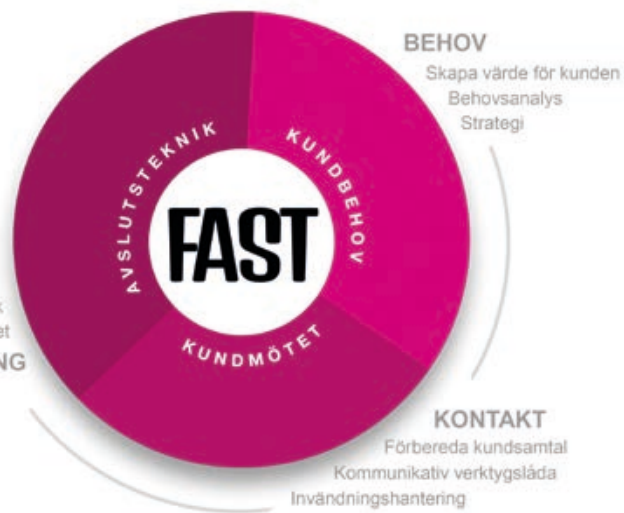 BEHOV
Skapa värde för kunden
Behovsanalys
Strategi
AVSLUTSTEKNIK
KUNDBEHOV
FAST
KUNDMÖTET
KONTAKT
Förbereda kundsamtal
Kommunikativ verktygslåda
Invändningshantering